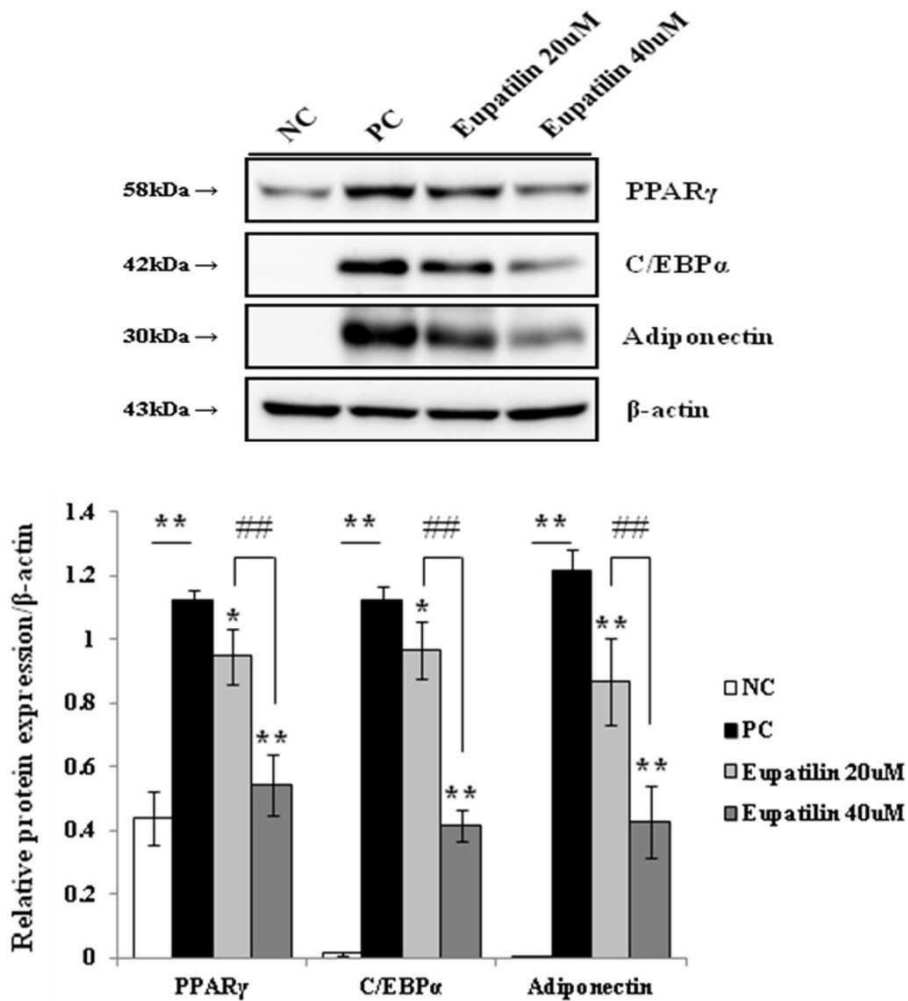 NC PC Eupatilin 20uM Eupatilin 40uM
58kDa → PPARγ
42kDa → C/EBPα
30kDa → Adiponectin
43kDa → β-actin
Relative protein expression/β-actin
1.4
1.2
1
0.8
0.6
0.4
0.2
0
** ## ** ## ** ##
* ** * ** ** **
PPARγ C/EBPα Adiponectin
NC
PC
Eupatilin 20uM
Eupatilin 40uM